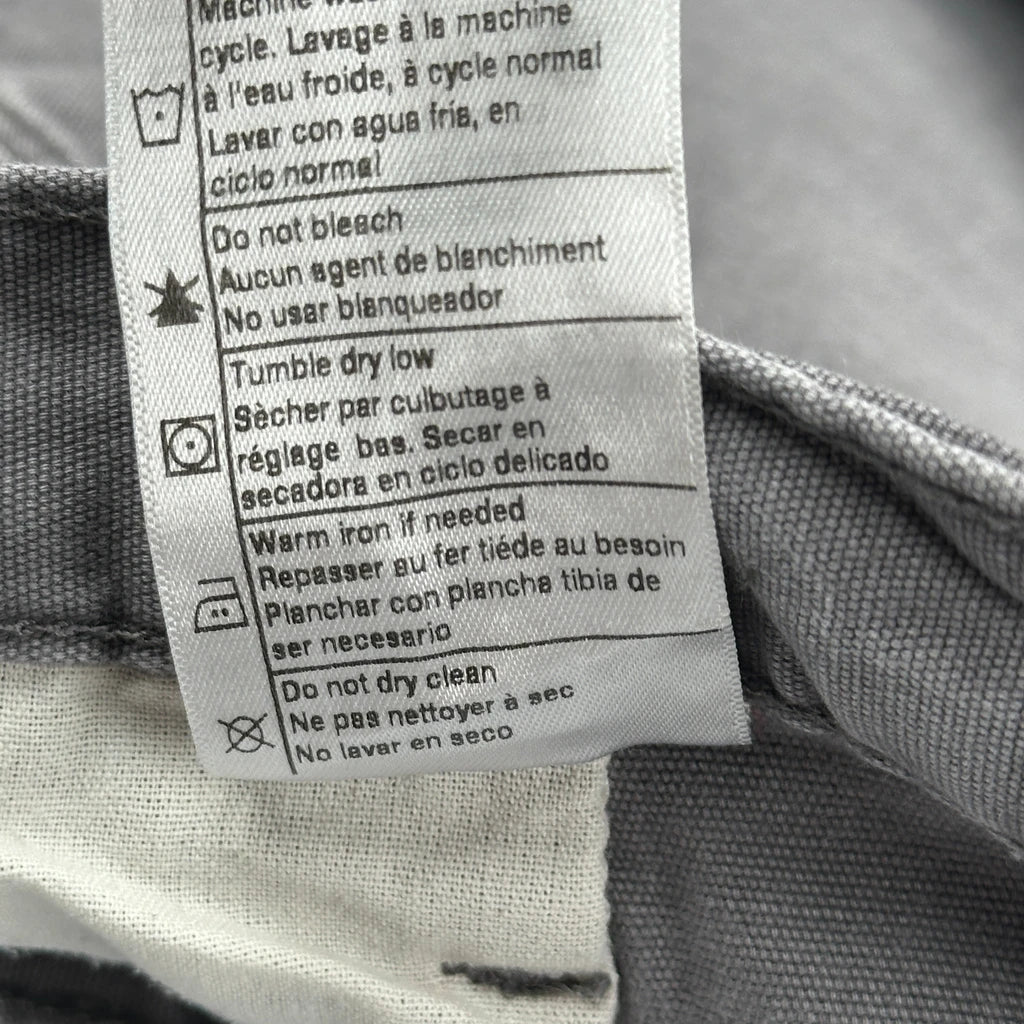 Machine
cycle. Lavage à la machine
à l'eau froide, à cycle normal
Lavar con agua fría, en
ciclo normal
Do not bleach
Aucun agent de blanchiment
No usar blanqueador
Tumble dry low
Sècher par culbutage à
réglage bas. Secar en
secadora en ciclo delicado
Warm iron if needed
Repasser au fer tiéde au besoin
Planchar con plancha tibia de
ser necesario
Do not dry clean
Ne pas nettoyer à sec
No lavar en seco